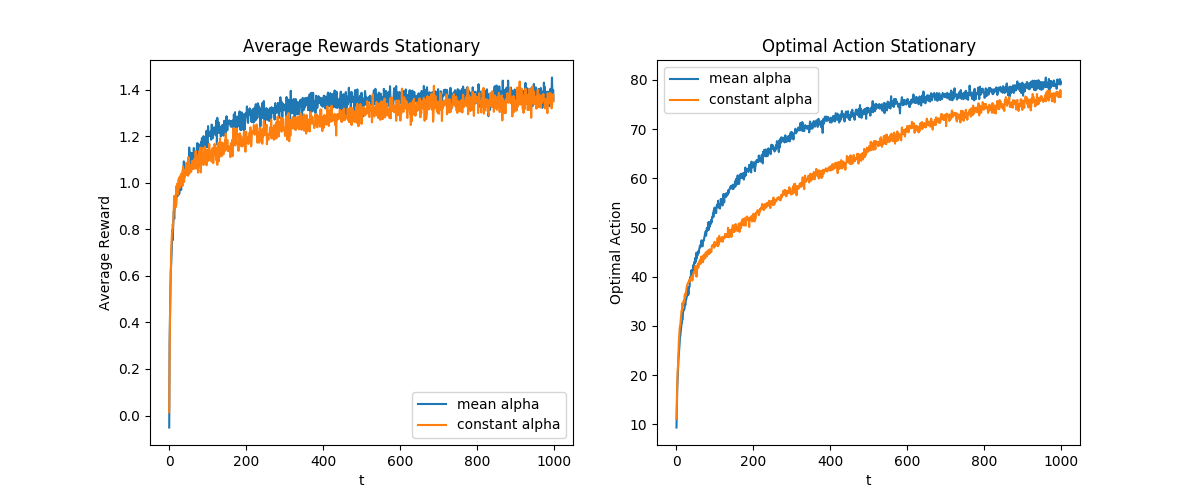 Average Rewards Stationary
1.4
1.2
1.0
0.8
0.6
0.4
0.2
0.0
Average Reward
mean alpha
constant alpha
0 200 400 600 800 1000
t
Optimal Action Stationary
mean alpha
constant alpha
80
70
60
50
40
30
20
10
Optimal Action
0 200 400 600 800 1000
t